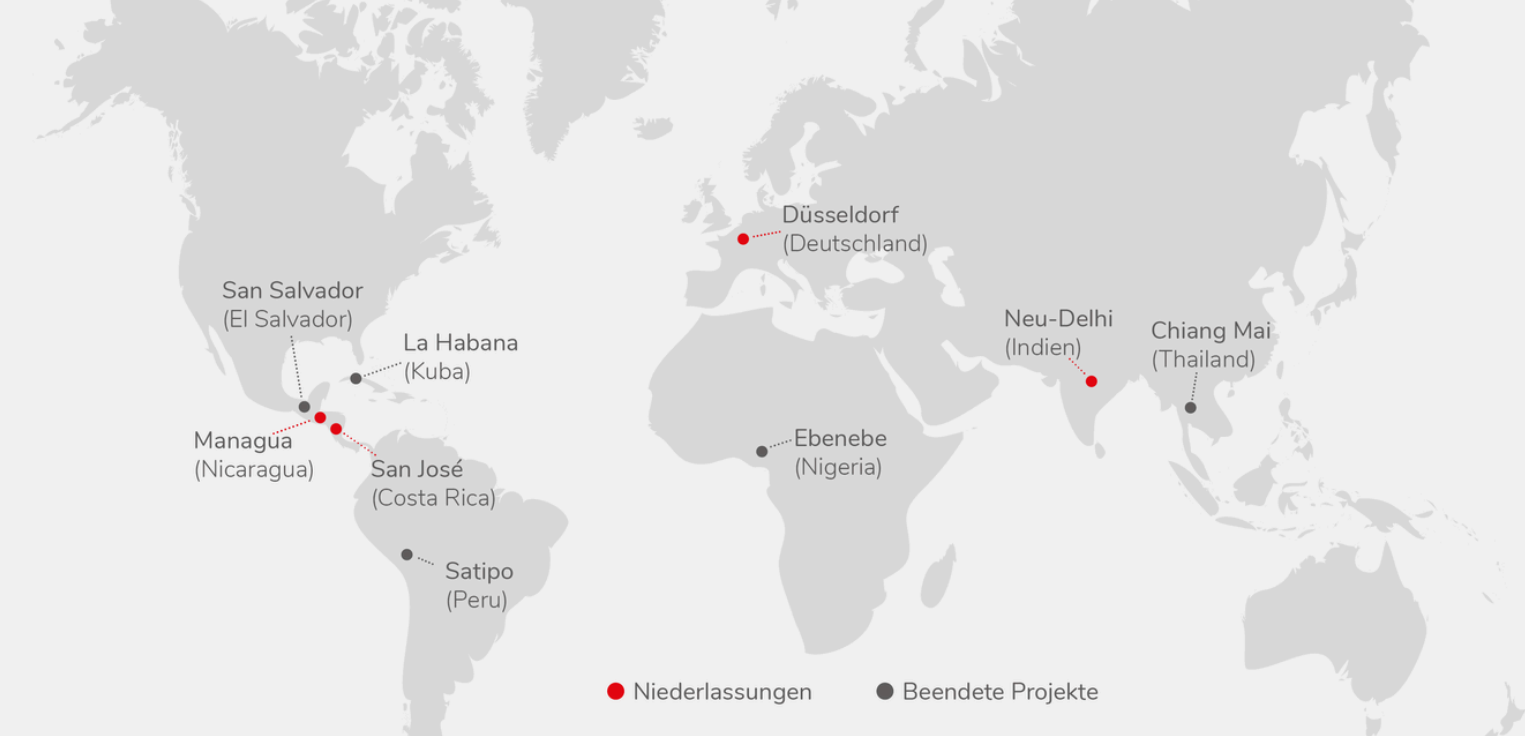 Düsseldorf
(Deutschland)
San Salvador
(El Salvador)
La Habana
(Kuba)
Neu-Delhi
(Indien)
Chiang Mai
(Thailand)
Managua
(Nicaragua)
San José
(Costa Rica)
Ebenebe
(Nigeria)
Satipo
(Peru)
Niederlassungen
Beendete Projekte